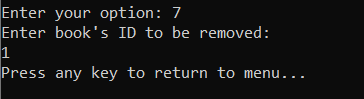 Enter your option: 7
Enter book's ID to be removed:
1
Press any key to return to menu...